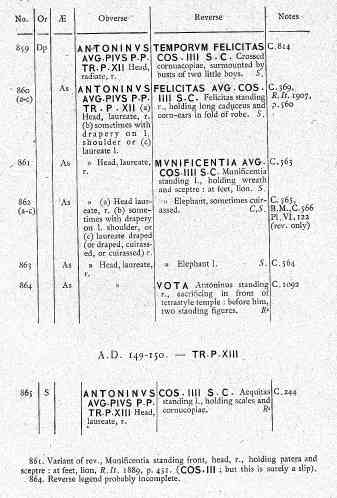 No. Or Æ Obverse Reverse Notes
859 Dp ANTONINVS AVG·PIVS P·P· TR·P·XII Head, radiate, r. TEMPORVM FELICITAS COS·IIII S·C· Crossed cornuacopiae, surmounted by busts of two little boys. S. C. 814
860 (a-c) As ANTONINVS AVG·PIVS P·P· TR·P·XII (a) Head, laureate, r. (b) sometimes with drapery on l. shoulder or (c) laureate l. FELICITAS AVG·COS· IIII S·C· Felicitas standing r., holding long caduceus and corn-ears in fold of robe. S. C. 369, R. It. 1907, p. 560
861 As » Head, laureate, r. MVNIFICENTIA AVG· COS·IIII S·C· Munificentia standing l., holding wreath and sceptre : at feet, lion. S. C. 563
862 (a-c) As » (a) Head laureate, r. (b) sometimes with drapery on l. shoulder, or (c) laureate draped (or draped, cuirassed, or cuirassed) r. » Elephant, sometimes cuirassed. C,S. C. 565, B.M., C. 566 Pl. VI, 122 (rev. only)
863 As » Head, laureate, r. » Elephant l. S. C. 564
864 As » VOTA Antoninus standing r., sacrificing in front of tetrastyle temple : before him, two standing figures. C. 1092
A.D. 149-150. — TR·P·XIII
865 S ANTONINVS AVG·PIVS P·P· TR·P·XIII Head, laureate, r. COS·IIII S·C· Aequitas standing l., holding scales and cornucopiae. C. 244
861. Variant of rev., Munificentia standing front, head, r., holding patera and
sceptre : at feet, lion, R. It. 1889, p. 451. (COS·III ; but this is surely a slip).
864. Reverse legend probably incomplete.